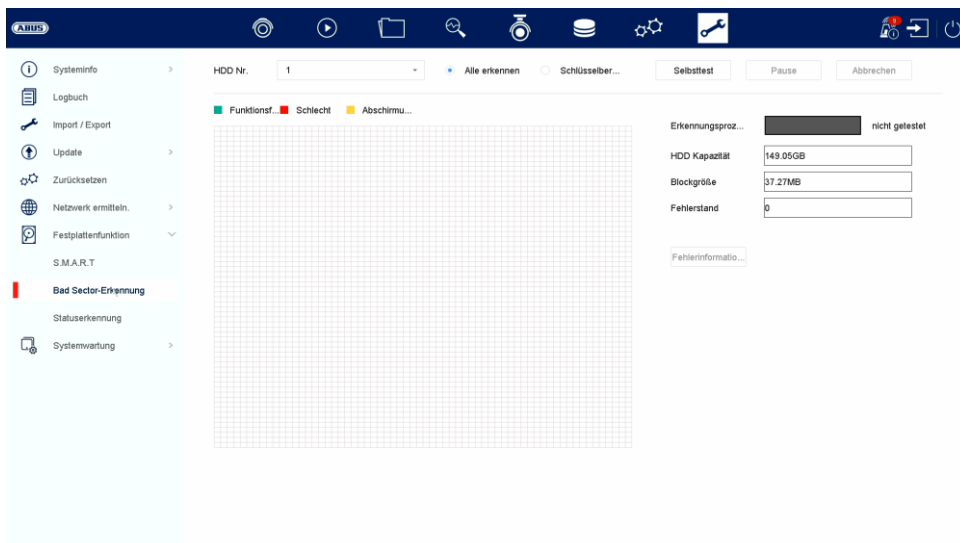 ABUS
9
Systeminfo
Logbuch
Import / Export
Update
Zurücksetzen
Netzwerk ermitteln.
Festplattenfunktion
S.M.A.R.T
Bad Sector-Erkennung
Statuserkennung
Systemwartung
HDD Nr. 1 Alle erkennen Schlüsselber... Selbsttest Pause Abbrechen
Funktionsf... Schlecht Abschirmu...
Erkennungsproz... nicht getestet
HDD Kapazität 149.05GB
Blockgröße 37.27MB
Fehlerstand 0
Fehlerinformatio...